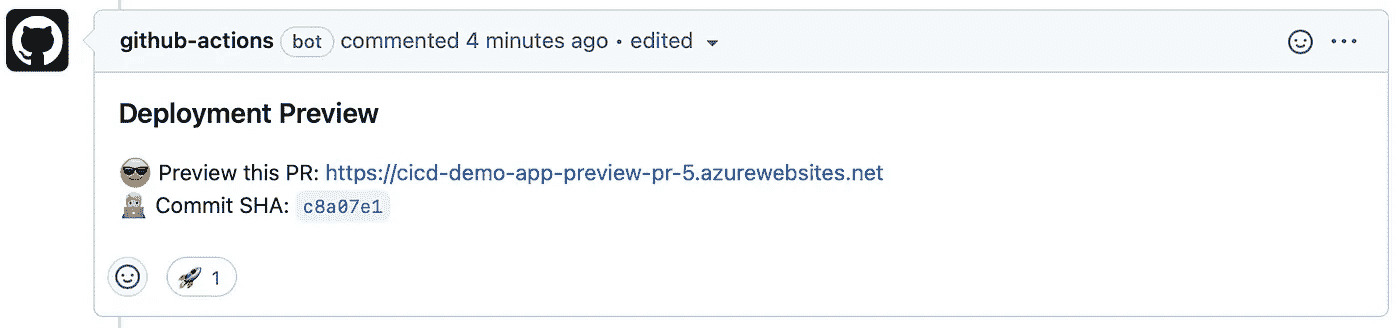 github-actions bot commented 4 minutes ago • edited
Deployment Preview
😎 Preview this PR: https://cicd-demo-app-preview-pr-5.azurewebsites.net
🧑‍💻 Commit SHA: c8a07e1
🚀 1